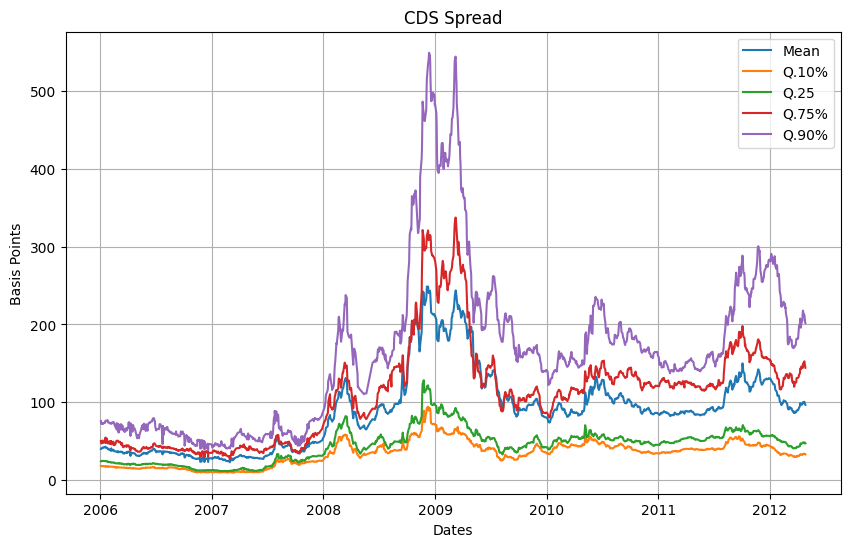 CDS Spread
Mean
Q.10%
Q.25
Q.75%
Q.90%
Basis Points
500
400
300
200
100
0
2006 2007 2008 2009 2010 2011 2012
Dates